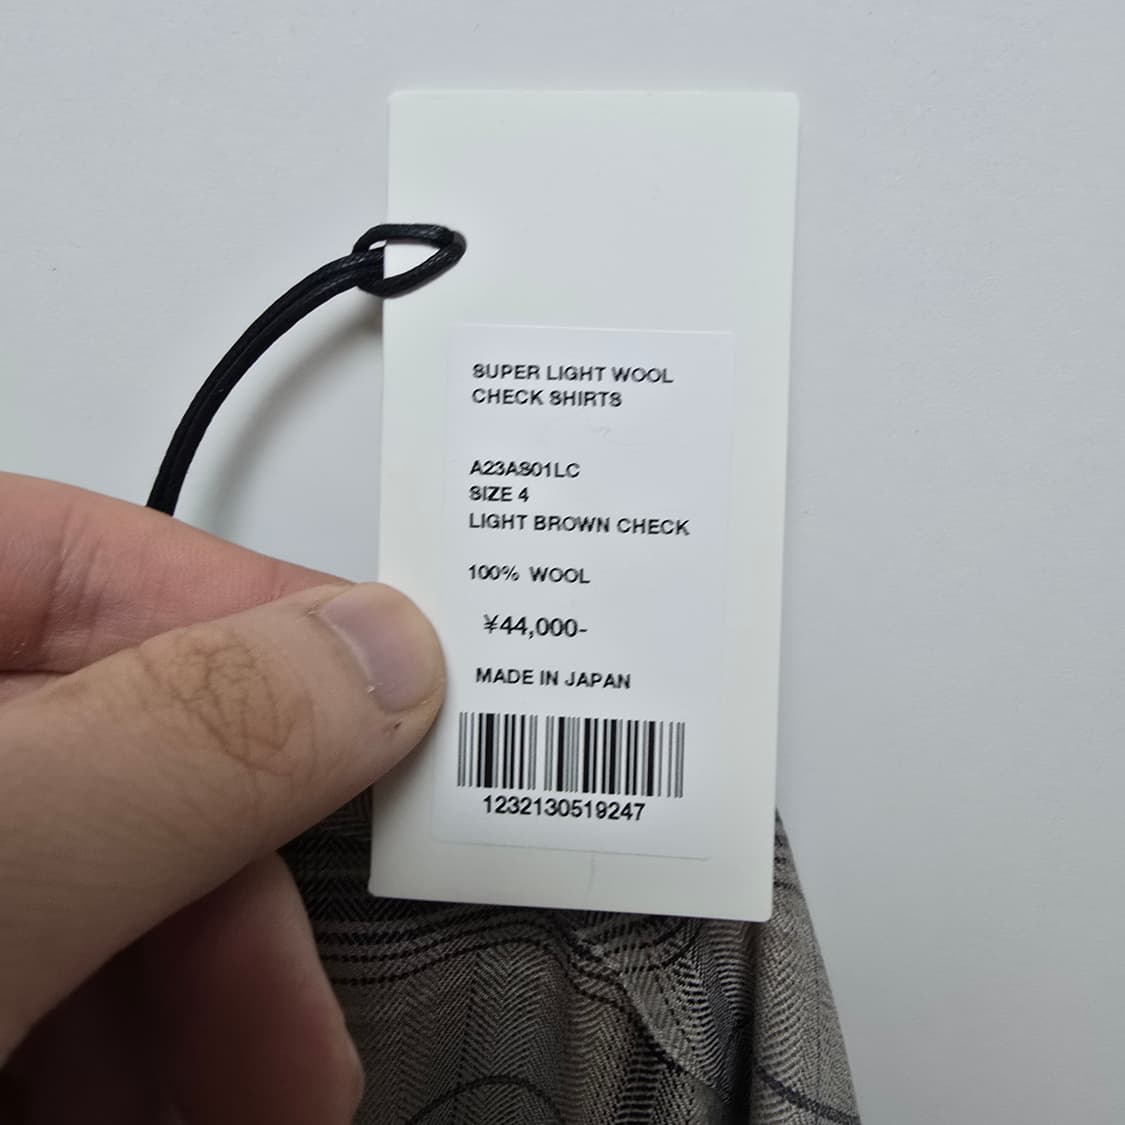 SUPER LIGHT WOOL
CHECK SHIRTS
A23AS01LC
SIZE 4
LIGHT BROWN CHECK
100% WOOL
¥44,000-
MADE IN JAPAN
1232130519247